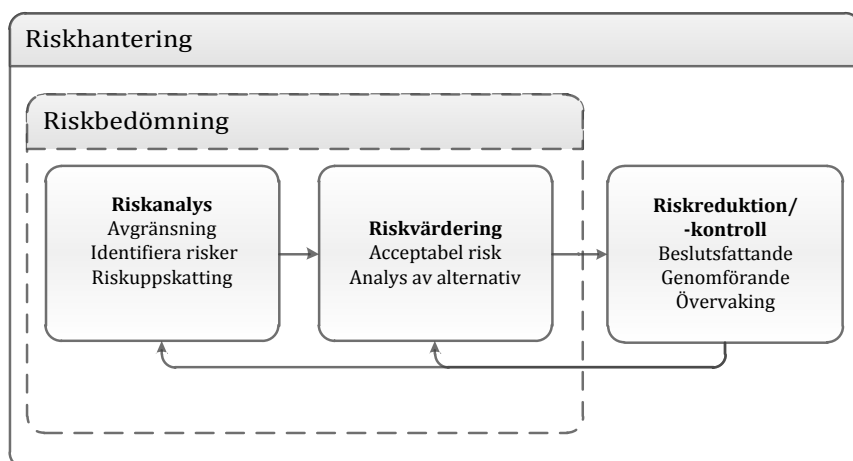 Riskhantering
Riskbedömning
Riskanalys
Avgränsning
Identifiera risker
Riskuppskatting
Riskvärdering
Acceptabel risk
Analys av alternativ
Riskreduktion/
-kontroll
Beslutsfattande
Genomförande
Övervaking